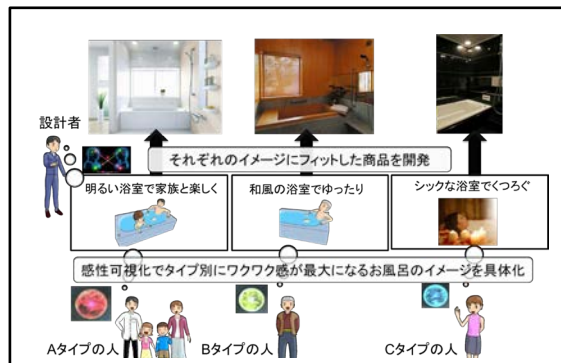 設計者
それぞれのイメージにフィットした商品を開発
明るい浴室で家族と楽しく
和風の浴室でゆったり
シックな浴室でくつろぐ
感性可視化でタイプ別にワクワク感が最大になるお風呂のイメージを具体化
Aタイプの人
Bタイプの人
Cタイプの人